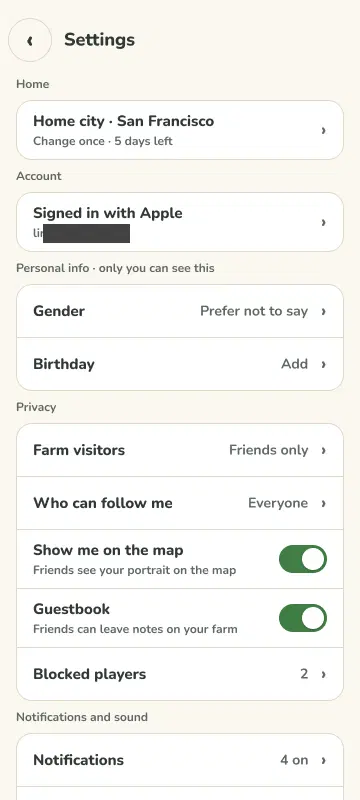 ‹ Settings
Home
Home city · San Francisco ›
Change once · 5 days left
Account
Signed in with Apple ›
Personal info · only you can see this
Gender Prefer not to say ›
Birthday Add ›
Privacy
Farm visitors Friends only ›
Who can follow me Everyone ›
Show me on the map
Friends see your portrait on the map
Guestbook
Friends can leave notes on your farm
Blocked players 2 ›
Notifications and sound
Notifications 4 on ›